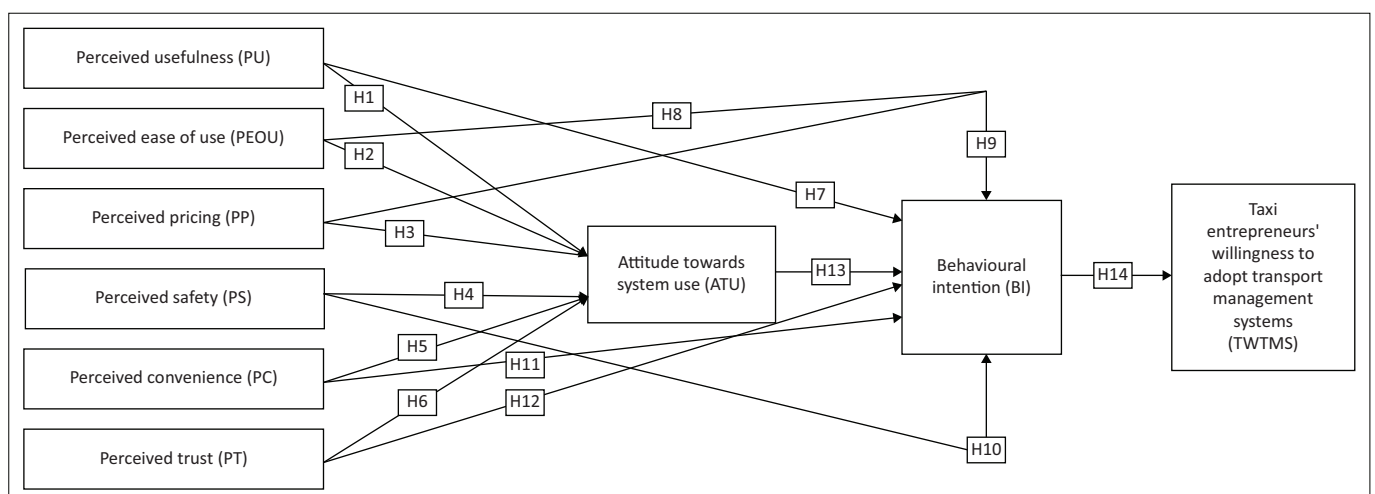 Perceived usefulness (PU)
H1
Perceived ease of use (PEOU)
H8
H2
H9
H7
Perceived pricing (PP)
H3
Taxi
entrepreneurs'
willingness to
adopt transport
management
systems
(TWTMS)
Attitude towards
system use (ATU)
H13
Behavioural
intention (BI)
H14
Perceived safety (PS)
H4
H5
H11
Perceived convenience (PC)
H6
H12
Perceived trust (PT)
H10